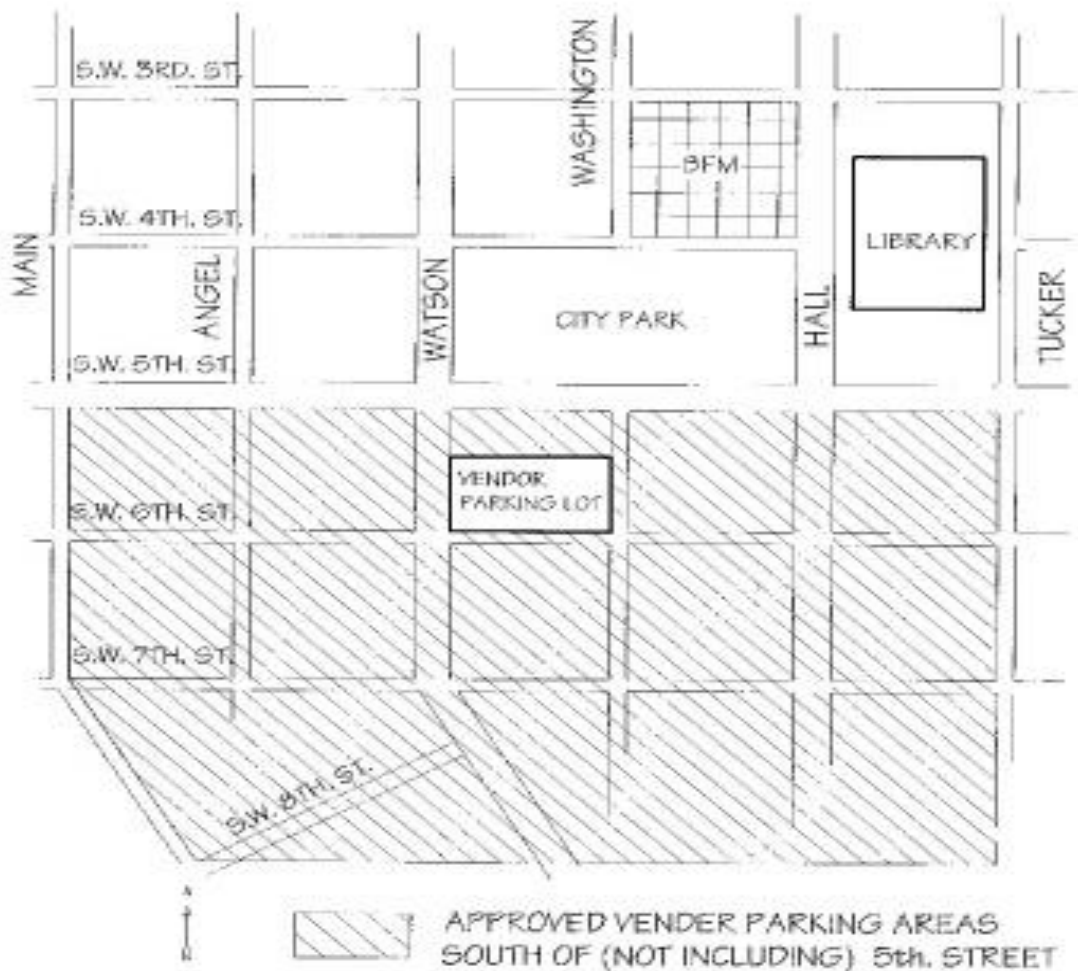 S.W. 3RD. ST.
WASHINGTON
BFM
S.W. 4TH. ST.
LIBRARY
MAIN
ANGEL
WATSON
CITY PARK
HALL
TUCKER
S.W. 5TH. ST.
VENDOR
PARKING LOT
S.W. 6TH. ST.
S.W. 7TH. ST.
S.W. 8TH. ST.
N
APPROVED VENDER PARKING AREAS
SOUTH OF (NOT INCLUDING) 5th. STREET